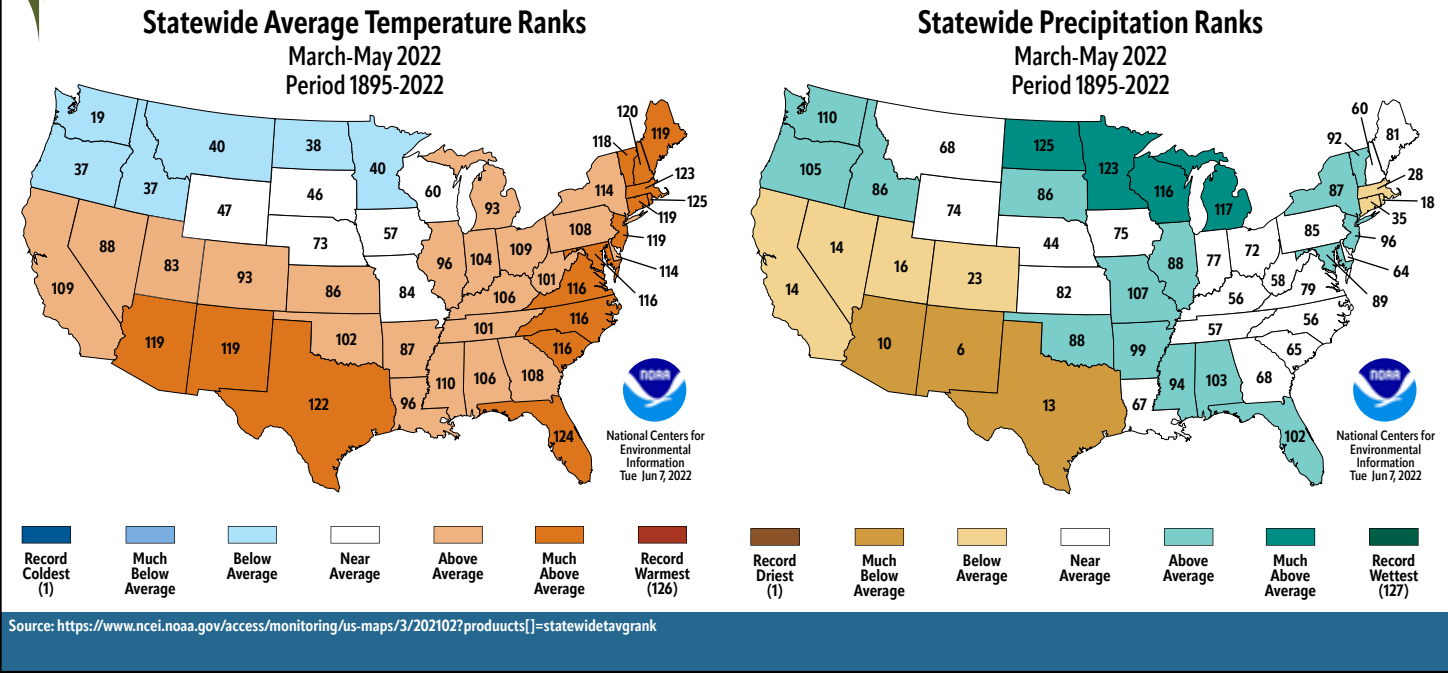 Statewide Average Temperature Ranks
March-May 2022
Period 1895-2022
19
40
38
40
37
37
47
46
60
57
73
93
114
118
120
119
123
125
119
119
114
116
108
109
104
96
101
116
88
83
93
86
84
106
109
119
119
102
87
101
116
116
122
96
110
106
108
124
NOAA
National Centers for
Environmental
Information
Tue Jun 7, 2022
Record
Coldest
(1)
Much
Below
Average
Below
Average
Near
Average
Above
Average
Much
Above
Average
Record
Warmest
(126)
Statewide Precipitation Ranks
March-May 2022
Period 1895-2022
110
68
125
123
105
86
74
86
116
75
44
117
87
92
60
81
28
18
35
96
64
89
85
72
77
88
58
79
14
16
23
82
107
56
14
10
6
88
99
57
56
65
13
67
94
103
68
102
NOAA
National Centers for
Environmental
Information
Tue Jun 7, 2022
Record
Driest
(1)
Much
Below
Average
Below
Average
Near
Average
Above
Average
Much
Above
Average
Record
Wettest
(127)
Source: https://www.ncei.noaa.gov/access/monitoring/us-maps/3/202102?produucts[]=statewidetavgrank